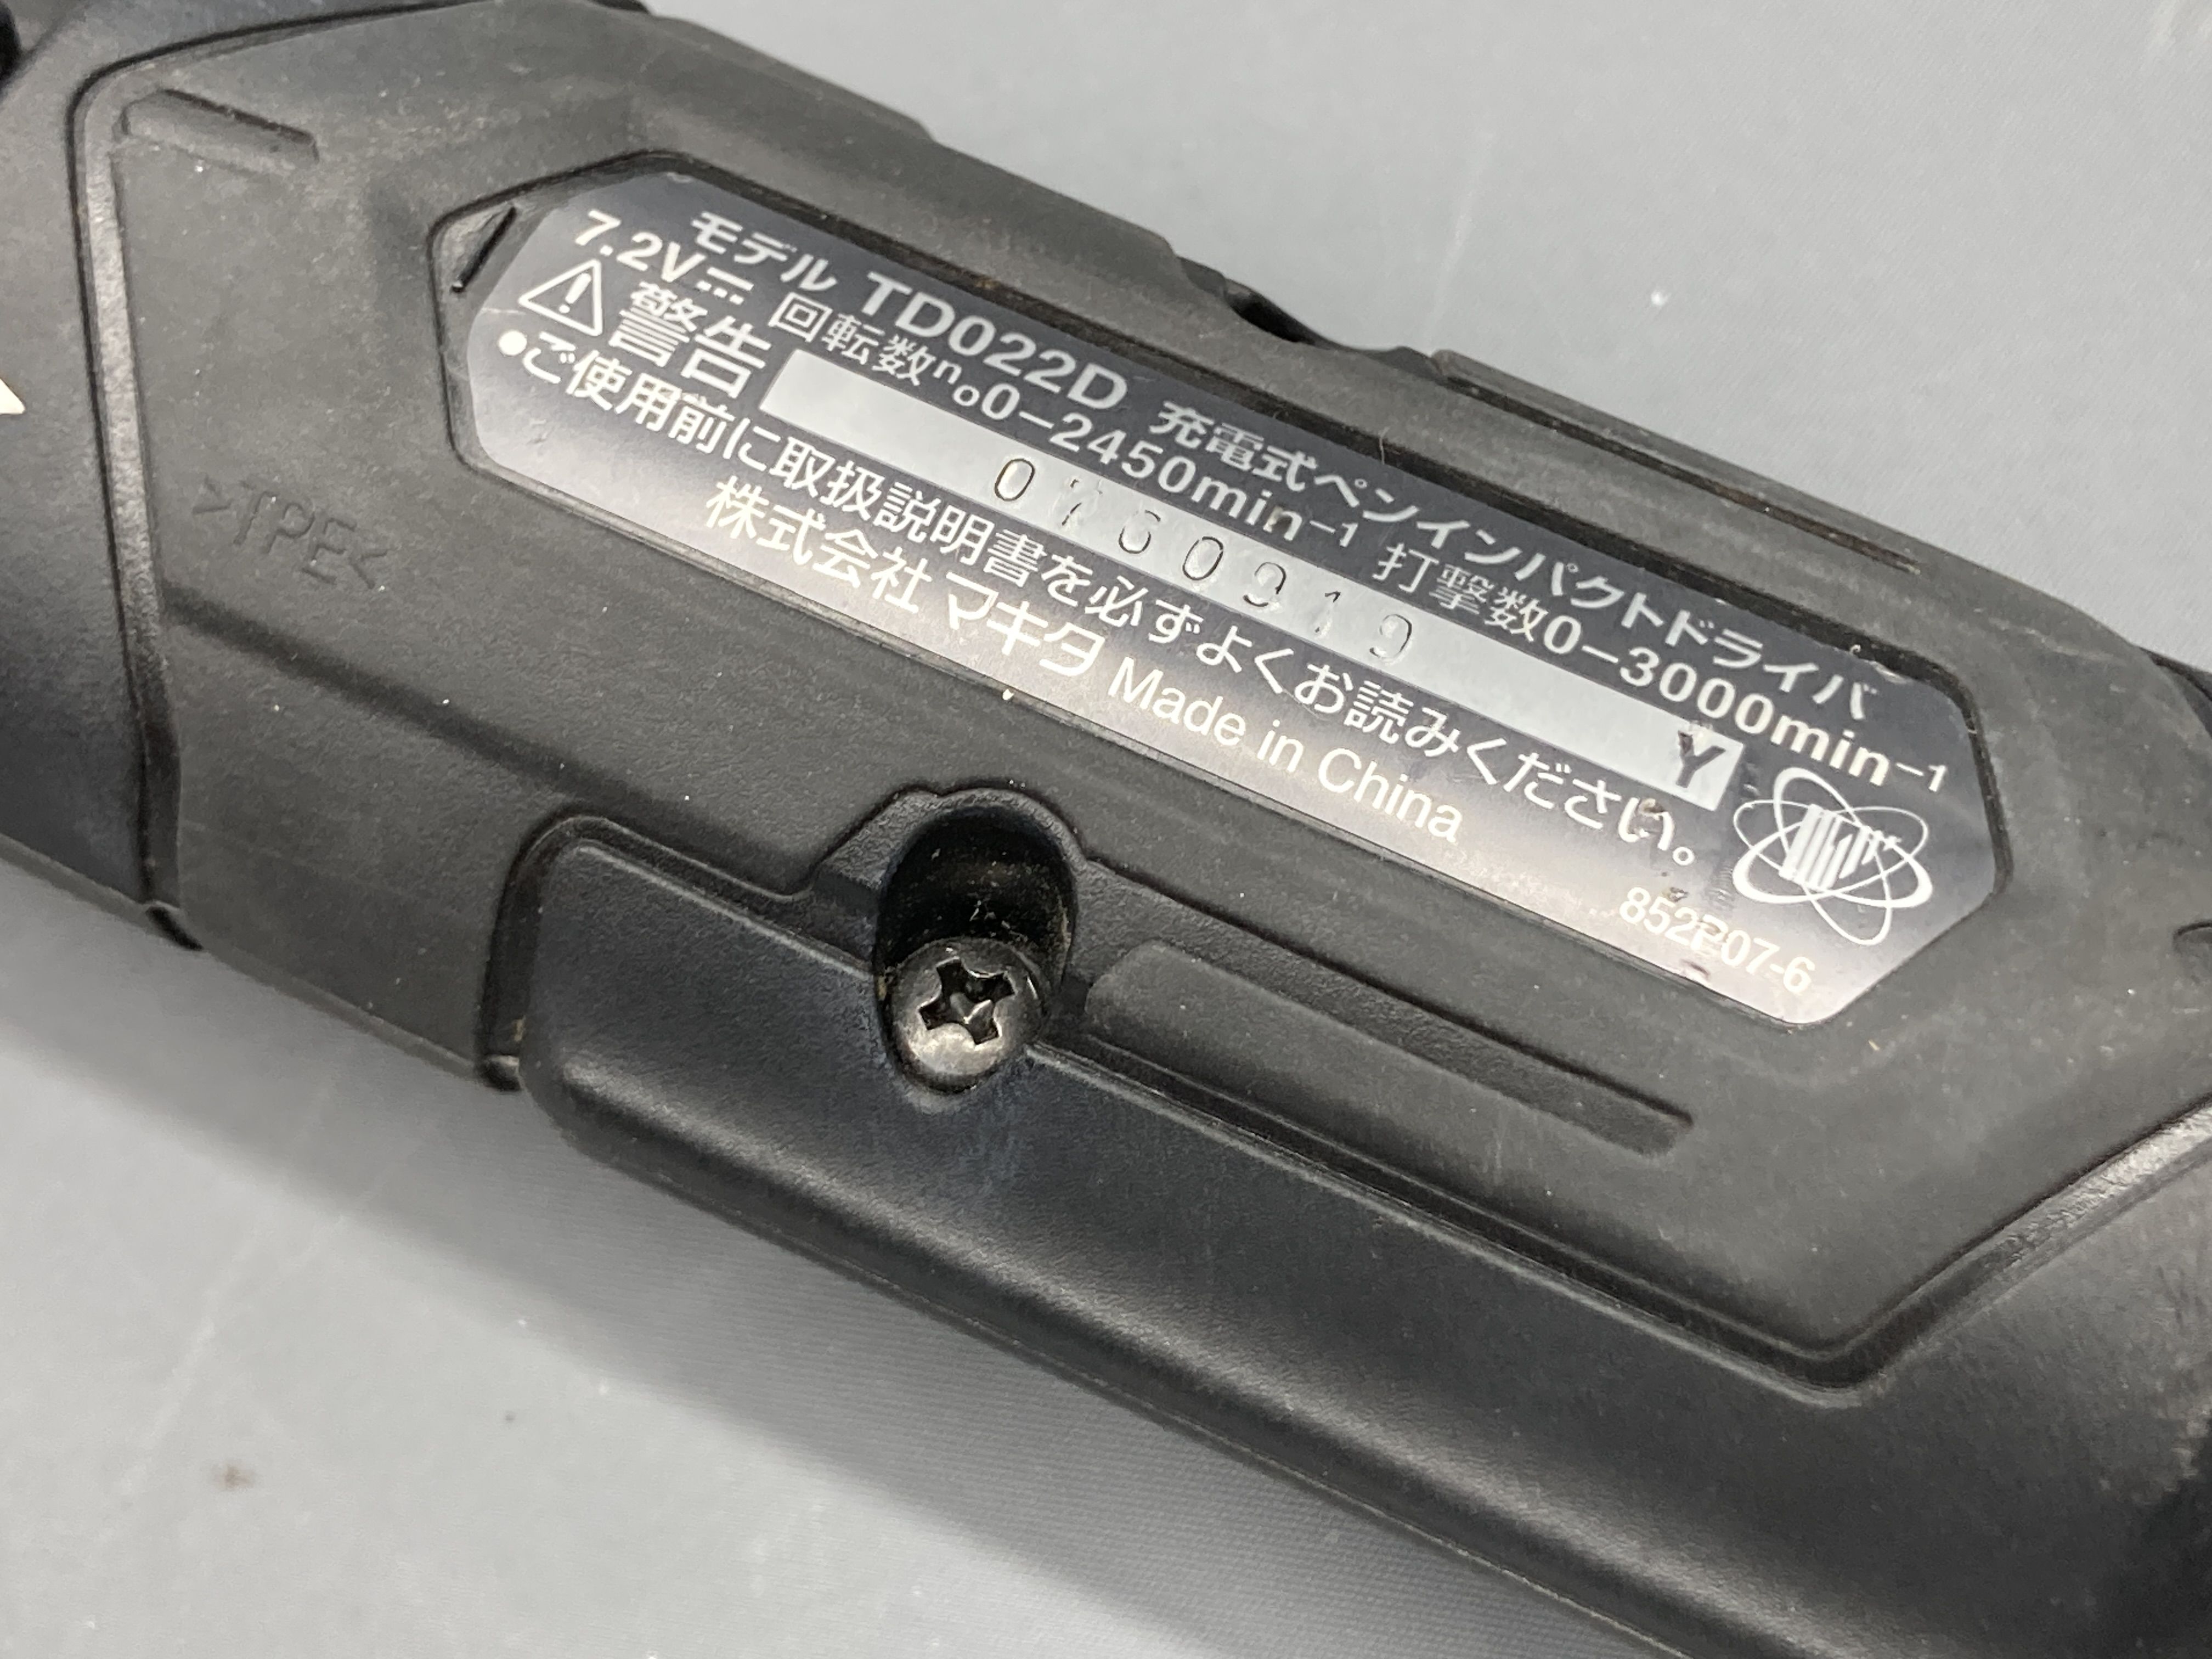 モデル TD022D 充電式ペンインパクトドライバ
7.2V⎓ 回転数n₀0−2450min⁻¹ 打撃数0−3000min⁻¹
⚠警告 0760919 Y
●ご使用前に取扱説明書を必ずよくお読みください。
株式会社マキタ Made in China
852207-6
>TPE<